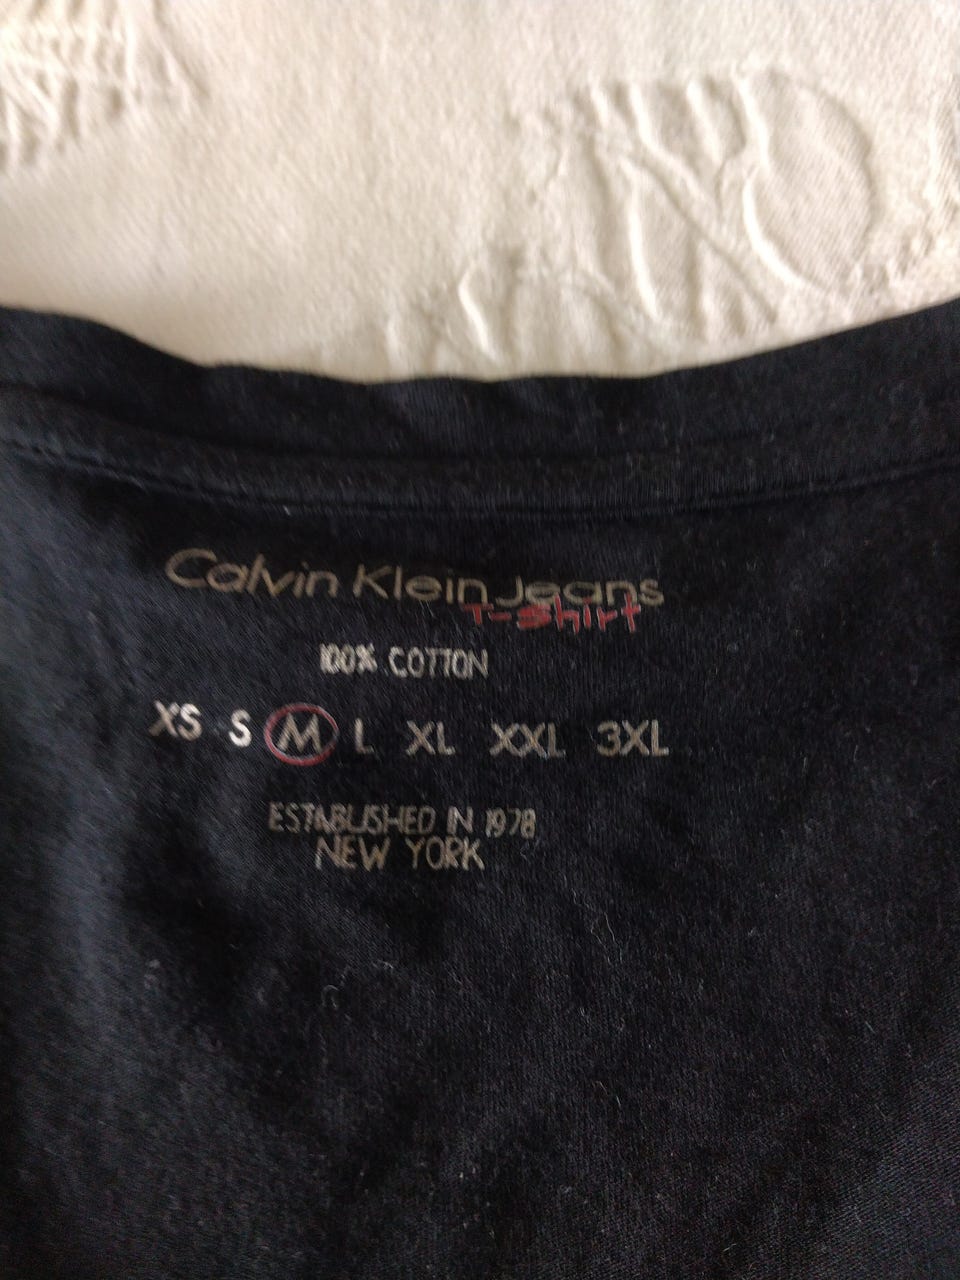 Calvin Klein Jeans
T-Shirt
100% COTTON
XS S M L XL XXL 3XL
ESTABLISHED IN 1978
NEW YORK